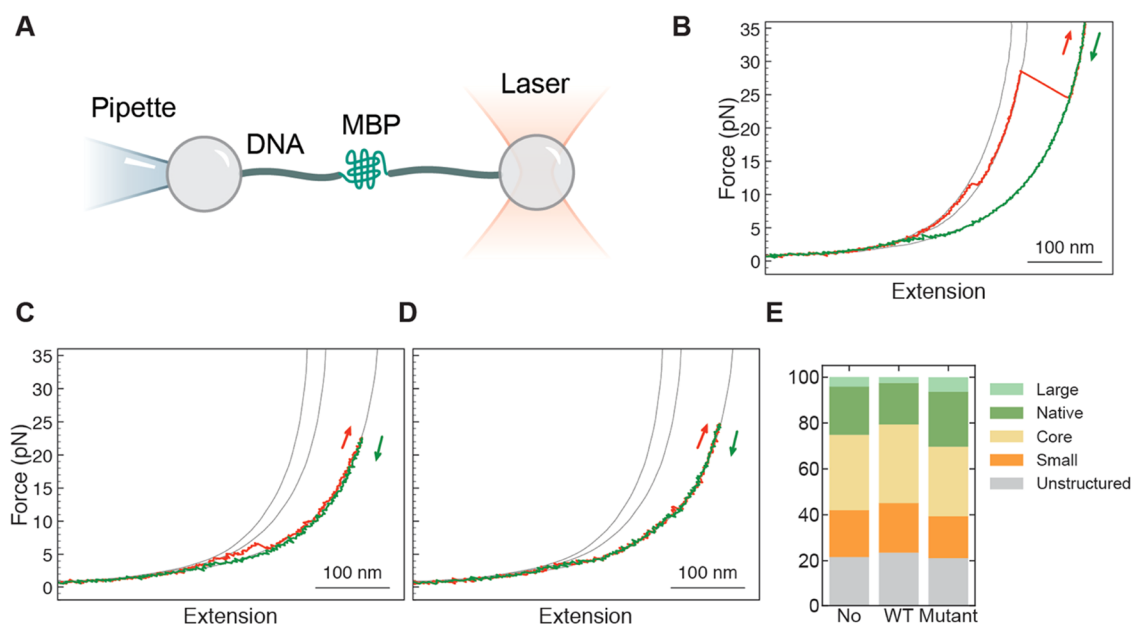 A
Pipette
DNA
MBP
Laser
B
Force (pN)
35
30
25
20
15
10
5
0
100 nm
Extension
C
Force (pN)
35
30
25
20
15
10
5
0
100 nm
Extension
D
100 nm
Extension
E
100
80
60
40
20
0
No WT Mutant
Large
Native
Core
Small
Unstructured